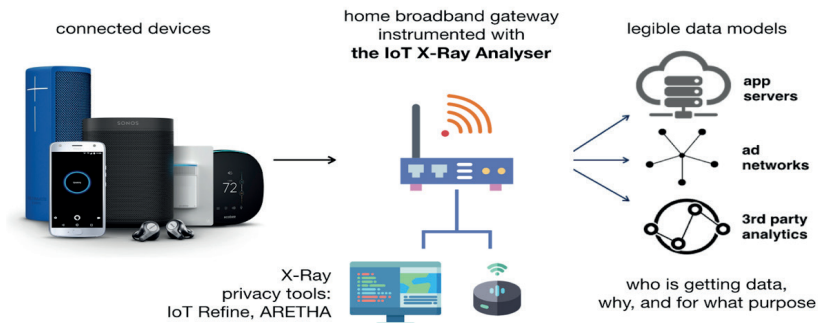 connected devices
home broadband gateway
instrumented with
the IoT X-Ray Analyser
legible data models
SONOS
72
app
servers
ad
networks
3rd party
analytics
X-Ray
privacy tools:
IoT Refine, ARETHA
who is getting data,
why, and for what purpose